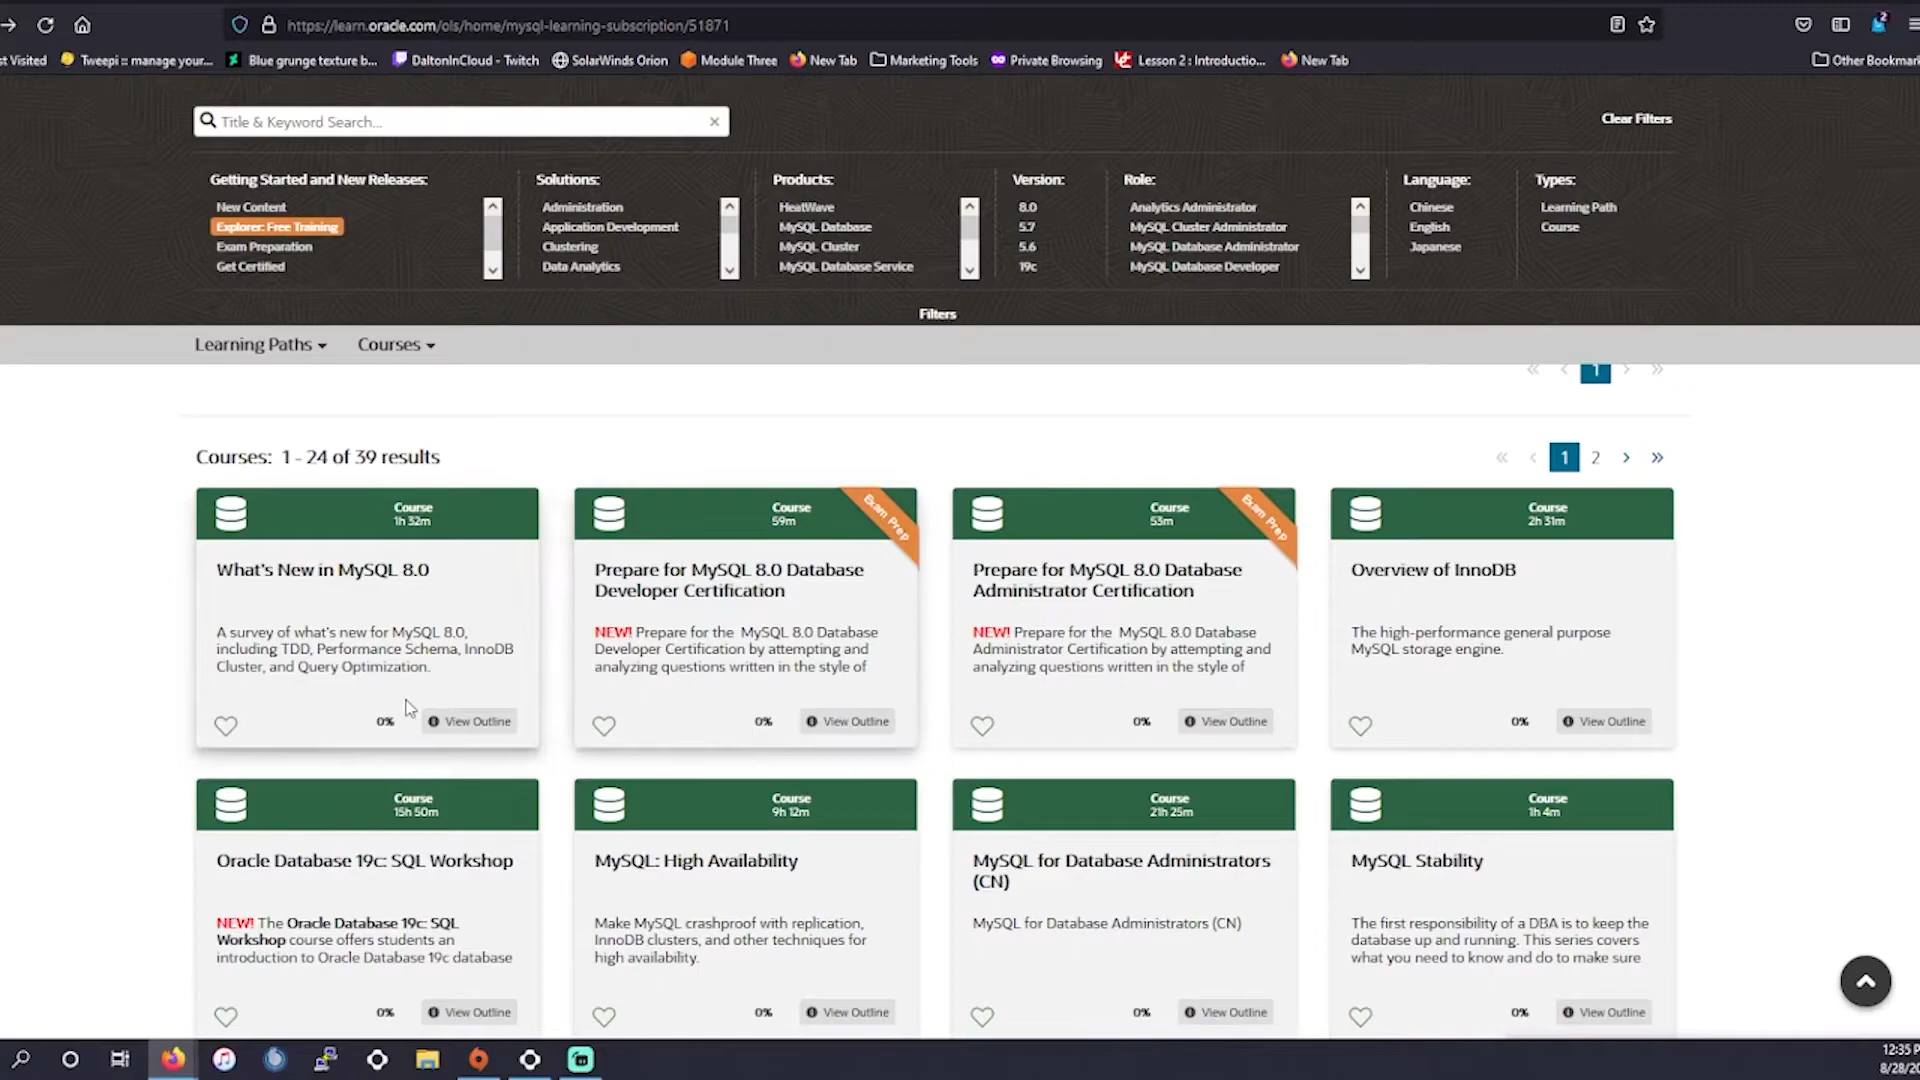 https://learn.oracle.com/ols/home/mysql-learning-subscription/51871
st Visited Tweepi :: manage your... Blue grunge texture b... DaltonInCloud - Twitch SolarWinds Orion Module Three New Tab Marketing Tools Private Browsing Lesson 2 : Introductio... New Tab Other Bookmark
Title & Keyword Search...
Clear Filters
Getting Started and New Releases: Solutions: Products: Version: Role: Language: Types:
New Content Administration HeatWave 8.0 Analytics Administrator Chinese Learning Path
Explorer: Free Training Application Development MySQL Database 5.7 MySQL Cluster Administrator English Course
Exam Preparation Clustering MySQL Cluster 5.6 MySQL Database Administrator Japanese
Get Certified Data Analytics MySQL Database Service 19c MySQL Database Developer
Filters
Learning Paths Courses
1
Courses: 1 - 24 of 39 results
1 2
Course
1h 32m
What's New in MySQL 8.0
A survey of what's new for MySQL 8.0,
including TDD, Performance Schema, InnoDB
Cluster, and Query Optimization.
0% View Outline
Course
59m
Exam Prep
Prepare for MySQL 8.0 Database
Developer Certification
NEW! Prepare for the MySQL 8.0 Database
Developer Certification by attempting and
analyzing questions written in the style of
0% View Outline
Course
53m
Exam Prep
Prepare for MySQL 8.0 Database
Administrator Certification
NEW! Prepare for the MySQL 8.0 Database
Administrator Certification by attempting and
analyzing questions written in the style of
0% View Outline
Course
2h 31m
Overview of InnoDB
The high-performance general purpose
MySQL storage engine.
0% View Outline
Course
15h 50m
Oracle Database 19c: SQL Workshop
NEW! The Oracle Database 19c: SQL
Workshop course offers students an
introduction to Oracle Database 19c database
0% View Outline
Course
9h 12m
MySQL: High Availability
Make MySQL crashproof with replication,
InnoDB clusters, and other techniques for
high availability.
0% View Outline
Course
21h 25m
MySQL for Database Administrators
(CN)
MySQL for Database Administrators (CN)
0% View Outline
Course
1h 4m
MySQL Stability
The first responsibility of a DBA is to keep the
database up and running. This series covers
what you need to know and do to make sure
0% View Outline
12:35 P
8/28/20